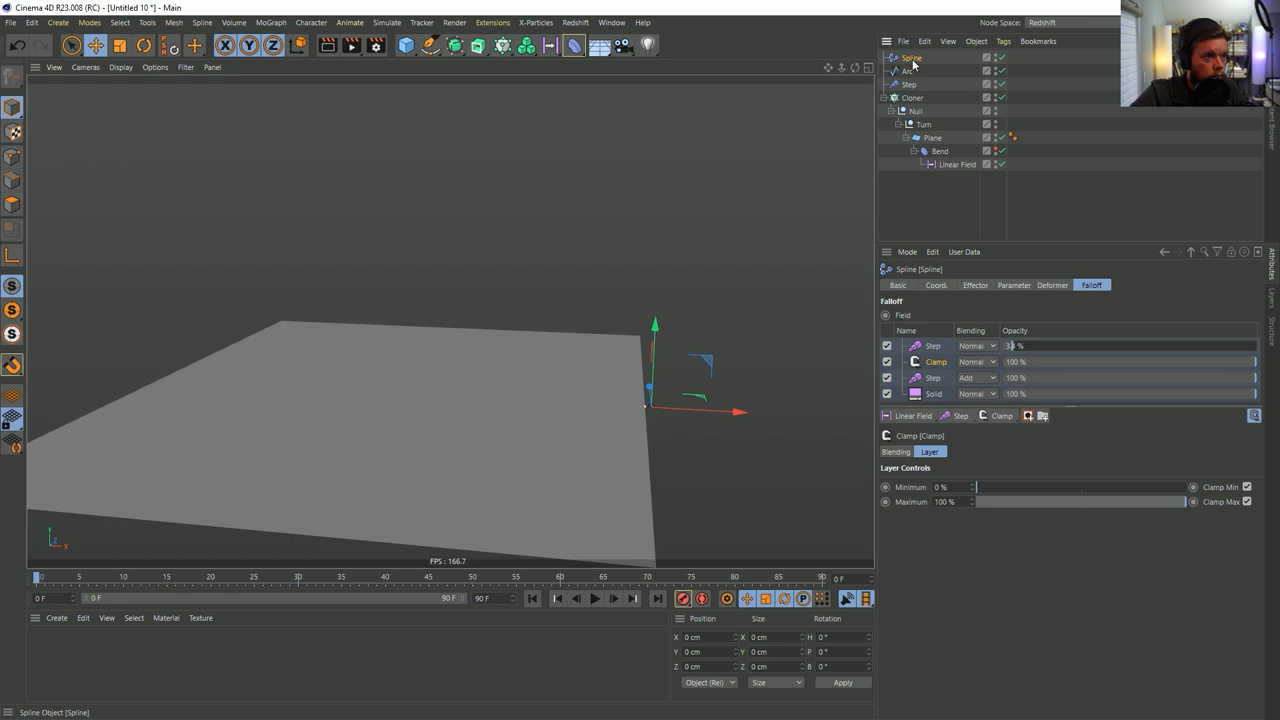 Cinema 4D R23.008 (RC) - [Untitled 10 *] - Main
File Edit Create Modes Select Tools Mesh Spline Volume MoGraph Character Animate Simulate Tracker Render Extensions X-Particles Redshift Window Help
Node Space: Redshift
View Cameras Display Options Filter Panel
File Edit View Object Tags Bookmarks
Spline
Arc
Step
Cloner
Null
Turn
Plane
Bend
Linear Field
Mode Edit User Data
Spline [Spline]
Basic Coord. Effector Parameter Deformer Falloff
Falloff
Field
Name Blending Opacity
Step Normal
Clamp Normal 100 %
Step Add 100 %
Solid Normal 100 %
Linear Field Step Clamp
Clamp [Clamp]
Blending Layer
Layer Controls
Minimum 0 % Clamp Min
Maximum 100 % Clamp Max
Attributes
Layers
Structure
Y
Z X
FPS : 166.7
0 5 10 15 20 25 30 35 40 45 50 55 60 65 70 75 80 85 90 0 F
0 F 0 F 90 F 90 F
Create Edit View Select Material Texture
Position Size Rotation
X 0 cm X 0 cm H 0 °
Y 0 cm Y 0 cm P 0 °
Z 0 cm Z 0 cm B 0 °
Object (Rel) Size Apply
Spline Object [Spline]